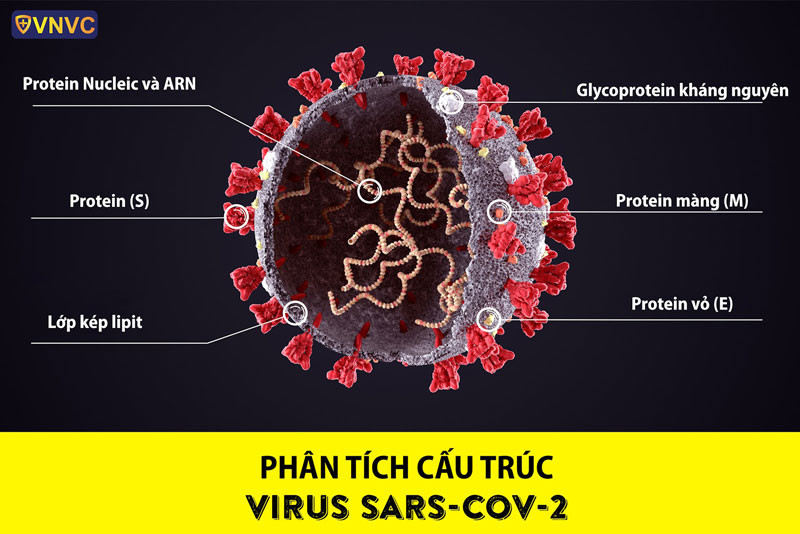 VNVC
Protein Nucleic và ARN
Glycoprotein kháng nguyên
Protein (S)
Protein màng (M)
Protein vỏ (E)
Lớp kép lipit
PHÂN TÍCH CẤU TRÚC
VIRUS SARS-COV-2